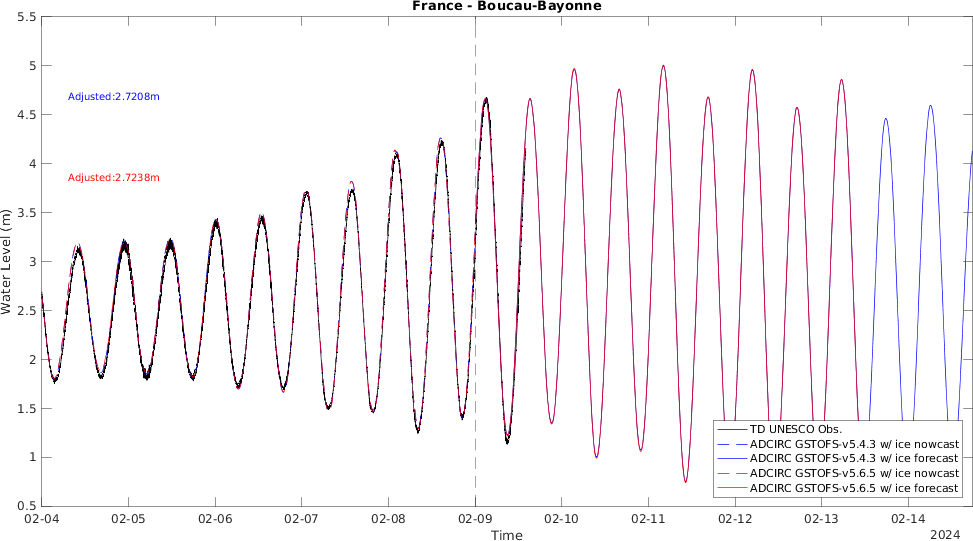 France - Boucau-Bayonne
5.5
5
4.5
4
3.5
3
2.5
2
1.5
1
0.5
Water Level (m)
Adjusted:2.7208m
Adjusted:2.7238m
TD UNESCO Obs.
ADCIRC GSTOFS-v5.4.3 w/ ice nowcast
ADCIRC GSTOFS-v5.4.3 w/ ice forecast
ADCIRC GSTOFS-v5.6.5 w/ ice nowcast
ADCIRC GSTOFS-v5.6.5 w/ ice forecast
02-04 02-05 02-06 02-07 02-08 02-09 02-10 02-11 02-12 02-13 02-14
Time
2024